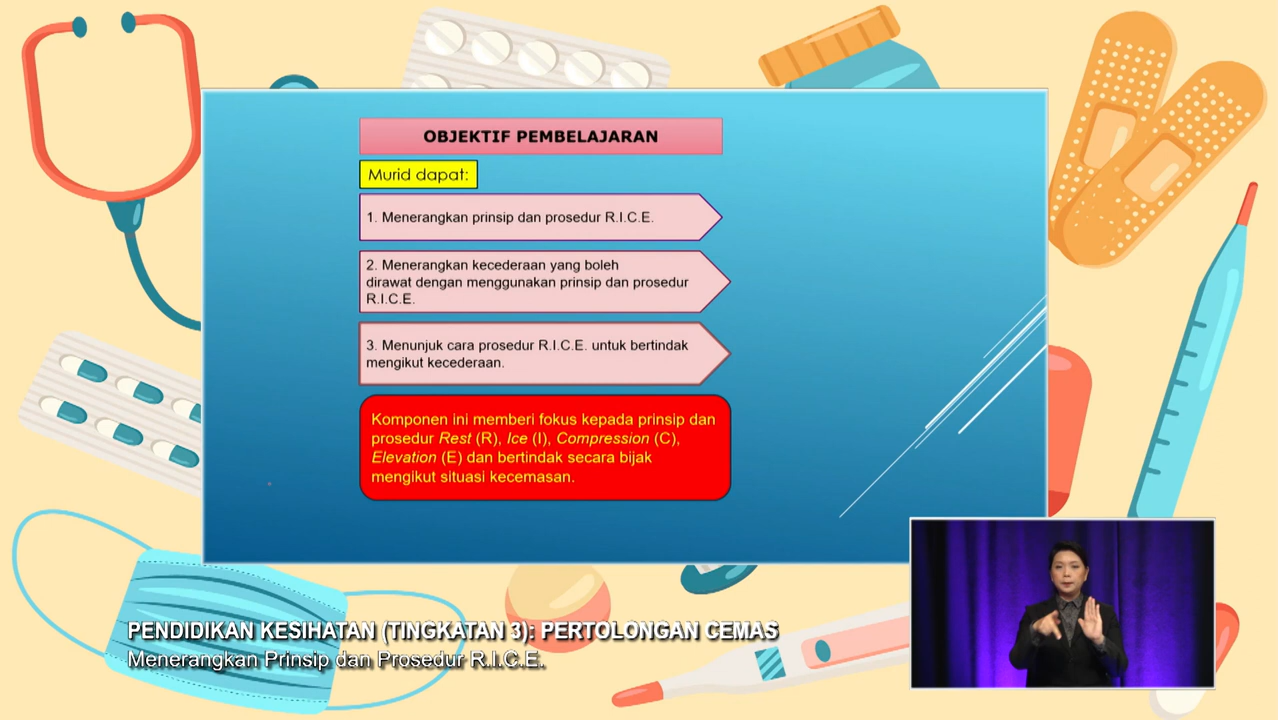 OBJEKTIF PEMBELAJARAN
Murid dapat:
1. Menerangkan prinsip dan prosedur R.I.C.E.
2. Menerangkan kecederaan yang boleh
dirawat dengan menggunakan prinsip dan prosedur
R.I.C.E.
3. Menunjuk cara prosedur R.I.C.E. untuk bertindak
mengikut kecederaan.
Komponen ini memberi fokus kepada prinsip dan
prosedur Rest (R), Ice (I), Compression (C),
Elevation (E) dan bertindak secara bijak
mengikut situasi kecemasan.
PENDIDIKAN KESIHATAN (TINGKATAN 3): PERTOLONGAN CEMAS
Menerangkan Prinsip dan Prosedur R.I.C.E.